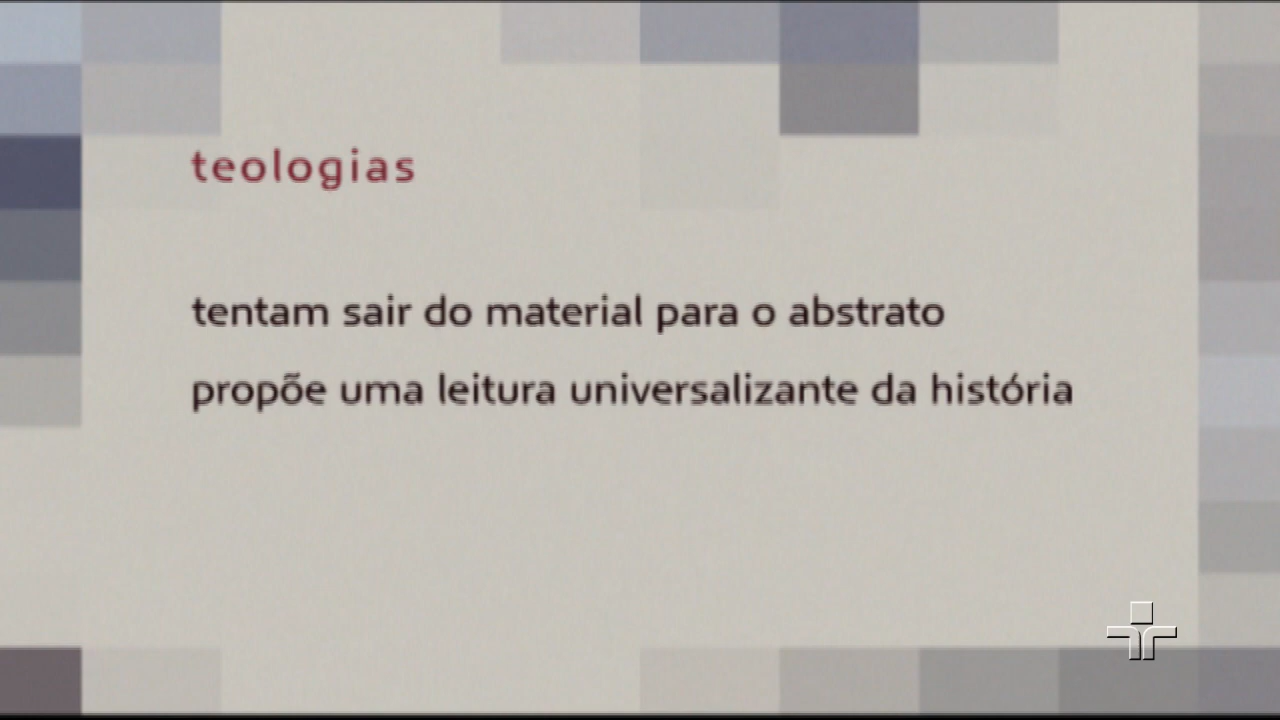 teologias
tentam sair do material para o abstrato
propõe uma leitura universalizante da história